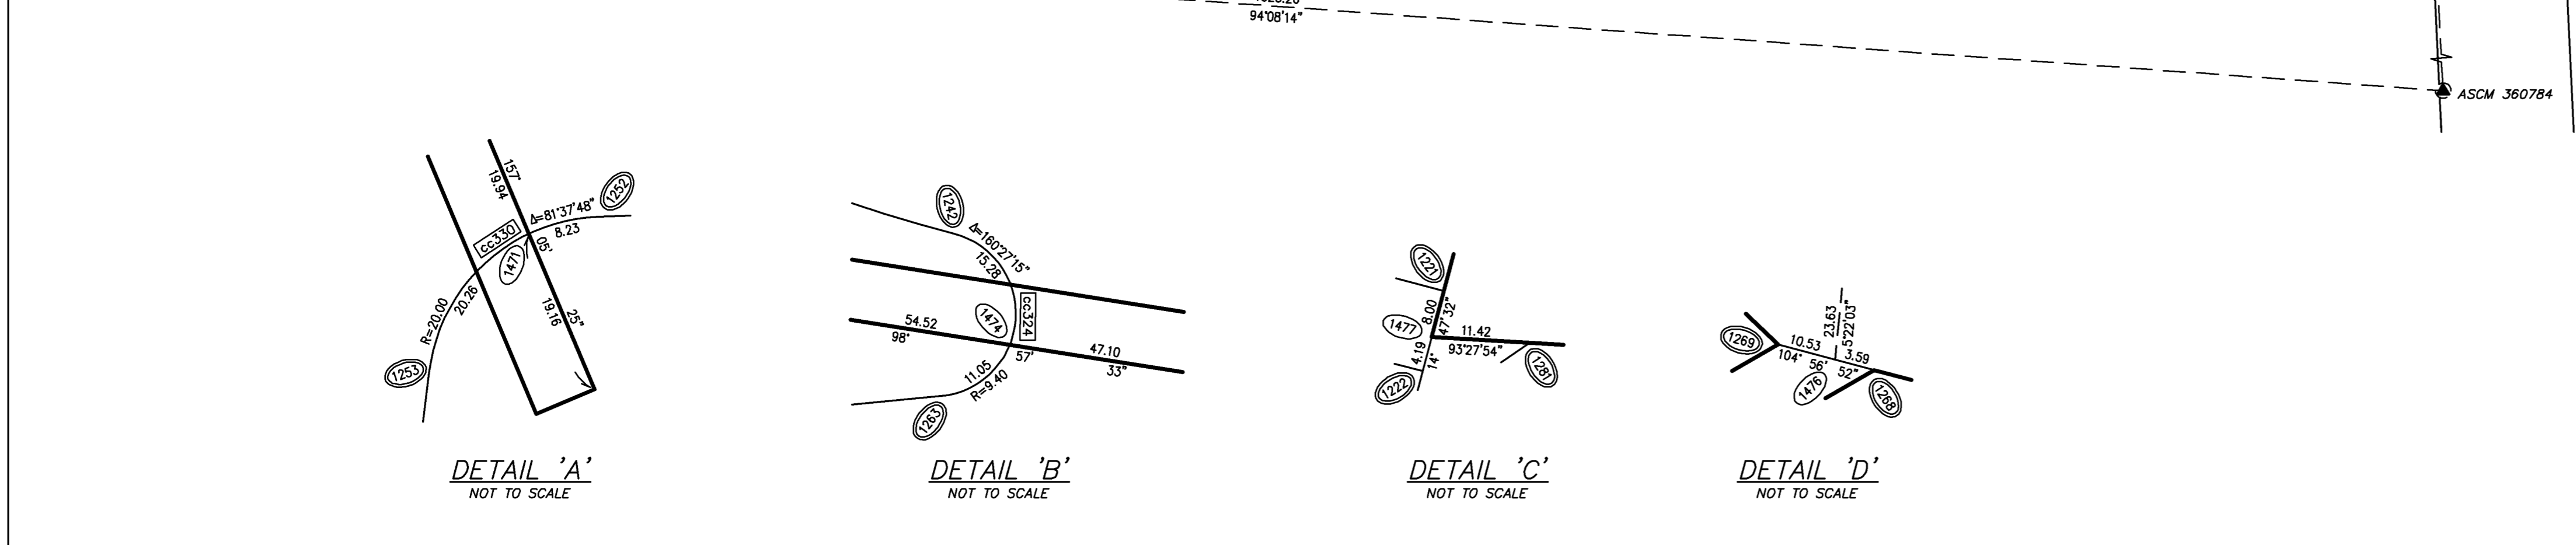 94°08'14"
ASCM 360784
157°
19.94
1252
Δ=81°37'48"
8.23
cc330
05'
1471
R=20.00
20.26
19.16
25"
1253
DETAIL 'A'
NOT TO SCALE
1242
Δ=160°27'15"
15.28
cc324
1474
54.52
98°
57'
47.10
33"
11.05
R=9.40
1263
DETAIL 'B'
NOT TO SCALE
1221
8.00
47'32"
1477
11.42
93°27'54"
4.19
14°
1222
1281
DETAIL 'C'
NOT TO SCALE
23.63
5°22'03"
1269
10.53
3.59
104°
56'
52"
1476
1268
DETAIL 'D'
NOT TO SCALE